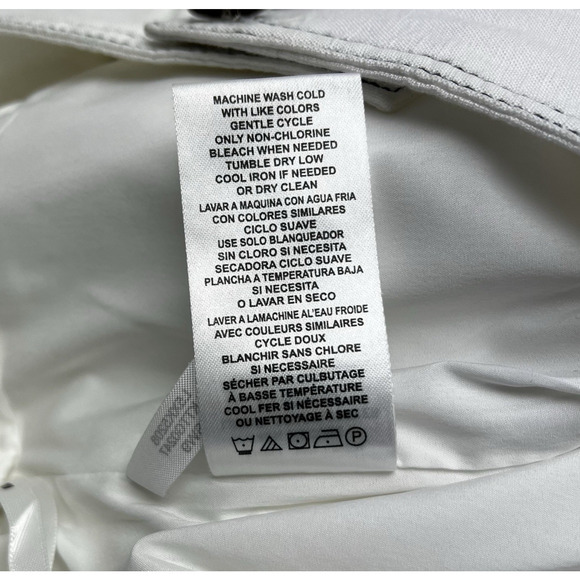 MACHINE WASH COLD
WITH LIKE COLORS
GENTLE CYCLE
ONLY NON-CHLORINE
BLEACH WHEN NEEDED
TUMBLE DRY LOW
COOL IRON IF NEEDED
OR DRY CLEAN
LAVAR A MAQUINA CON AGUA FRIA
CON COLORES SIMILARES
CICLO SUAVE
USE SOLO BLANQUEADOR
SIN CLORO SI NECESITA
SECADORA CICLO SUAVE
PLANCHA A TEMPERATURA BAJA
SI NECESITA
O LAVAR EN SECO
LAVER A LAMACHINE AL'EAU FROIDE
AVEC COULEURS SIMILAIRES
CYCLE DOUX
BLANCHIR SANS CHLORE
SI NECESSAIRE
SÉCHER PAR CULBUTAGE
À BASSE TEMPÉRATURE
COOL FER SI NÉCESSAIRE
OU NETTOYAGE À SEC
P